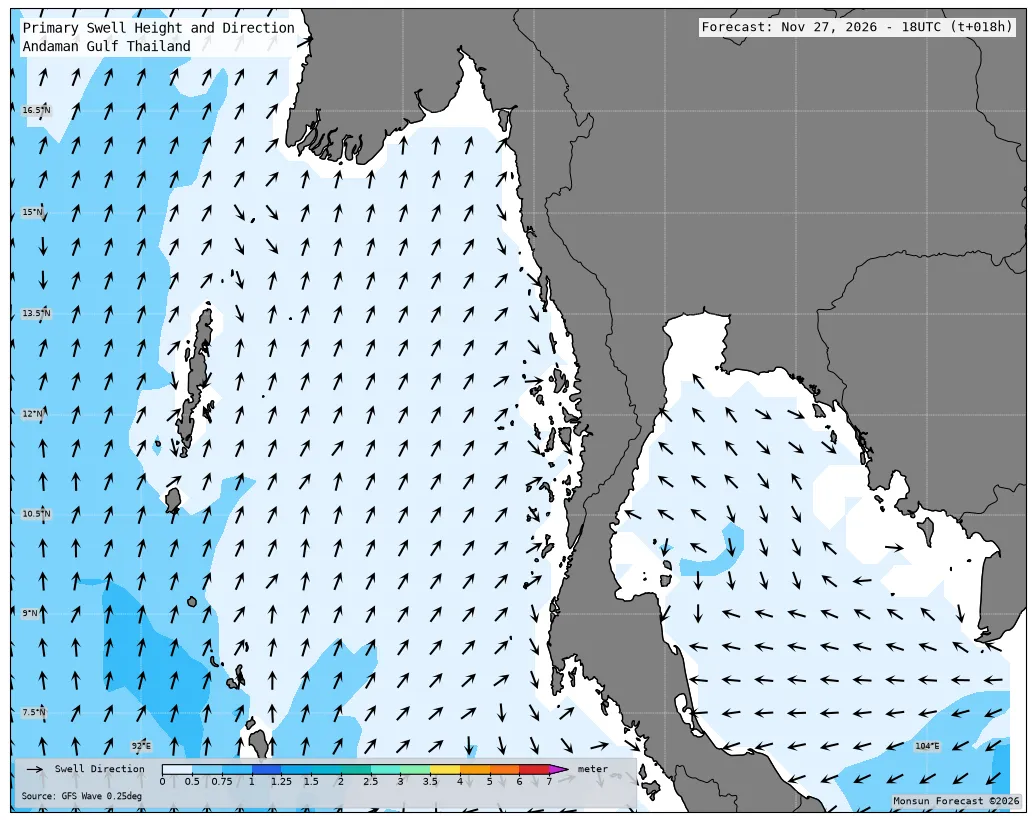 Primary Swell Height and Direction
Andaman Gulf Thailand
Forecast: Nov 27, 2026 - 18UTC (t+018h)
16.5°N
15°N
13.5°N
12°N
10.5°N
9°N
7.5°N
92°E
104°E
Swell Direction
meter
0 0.5 0.75 1 1.25 1.5 2 2.5 3 3.5 4 5 6 7
Source: GFS Wave 0.25deg
Monsun Forecast ©2026